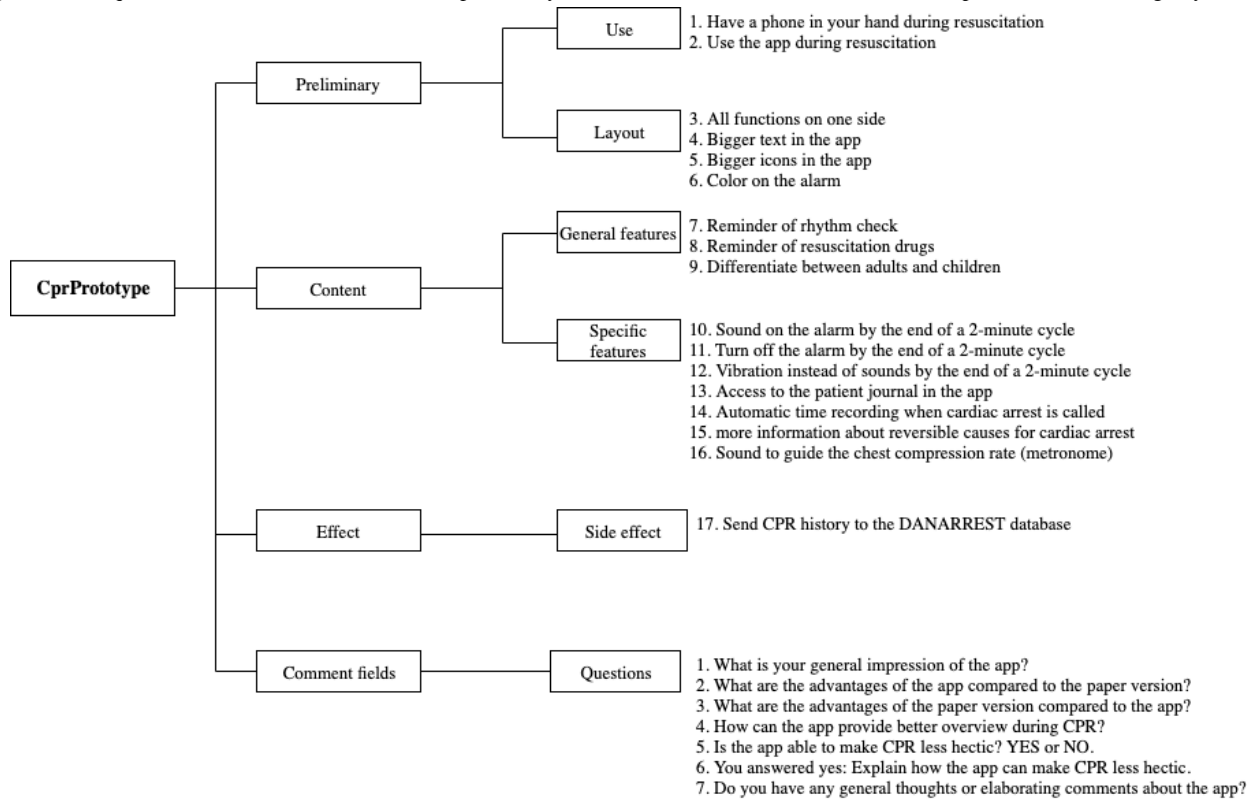 Use
1. Have a phone in your hand during resuscitation
2. Use the app during resuscitation
Preliminary
Layout
3. All functions on one side
4. Bigger text in the app
5. Bigger icons in the app
6. Color on the alarm
General features
7. Reminder of rhythm check
8. Reminder of resuscitation drugs
9. Differentiate between adults and children
CprPrototype
Content
Specific
features
10. Sound on the alarm by the end of a 2-minute cycle
11. Turn off the alarm by the end of a 2-minute cycle
12. Vibration instead of sounds by the end of a 2-minute cycle
13. Access to the patient journal in the app
14. Automatic time recording when cardiac arrest is called
15. more information about reversible causes for cardiac arrest
16. Sound to guide the chest compression rate (metronome)
Effect
Side effect
17. Send CPR history to the DANARREST database
Comment fields
Questions
1. What is your general impression of the app?
2. What are the advantages of the app compared to the paper version?
3. What are the advantages of the paper version compared to the app?
4. How can the app provide better overview during CPR?
5. Is the app able to make CPR less hectic? YES or NO.
6. You answered yes: Explain how the app can make CPR less hectic.
7. Do you have any general thoughts or elaborating comments about the app?